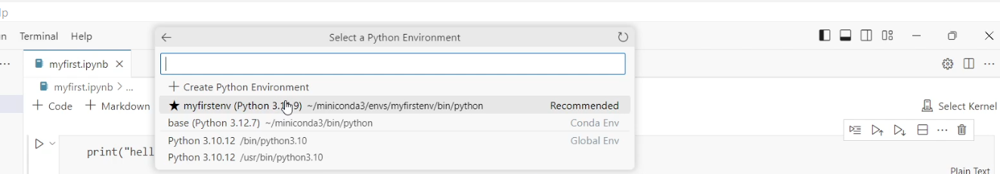 lp
n Terminal Help
Select a Python Environment
myfirst.ipynb
myfirst.ipynb > ...
+ Create Python Environment
+ Code + Markdown
myfirstenv (Python 3. 9) ~/miniconda3/envs/myfirstenv/bin/python Recommended
Select Kernel
base (Python 3.12.7) ~/miniconda3/bin/python Conda Env
Python 3.10.12 /bin/python3.10 Global Env
print("hell
Python 3.10.12 /usr/bin/python3.10
Plain Text